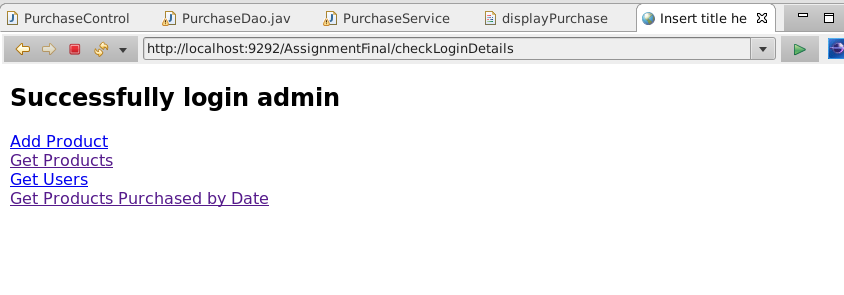 PurchaseControl PurchaseDao.jav PurchaseService displayPurchase Insert title he
http://localhost:9292/AssignmentFinal/checkLoginDetails
Successfully login admin
Add Product
Get Products
Get Users
Get Products Purchased by Date